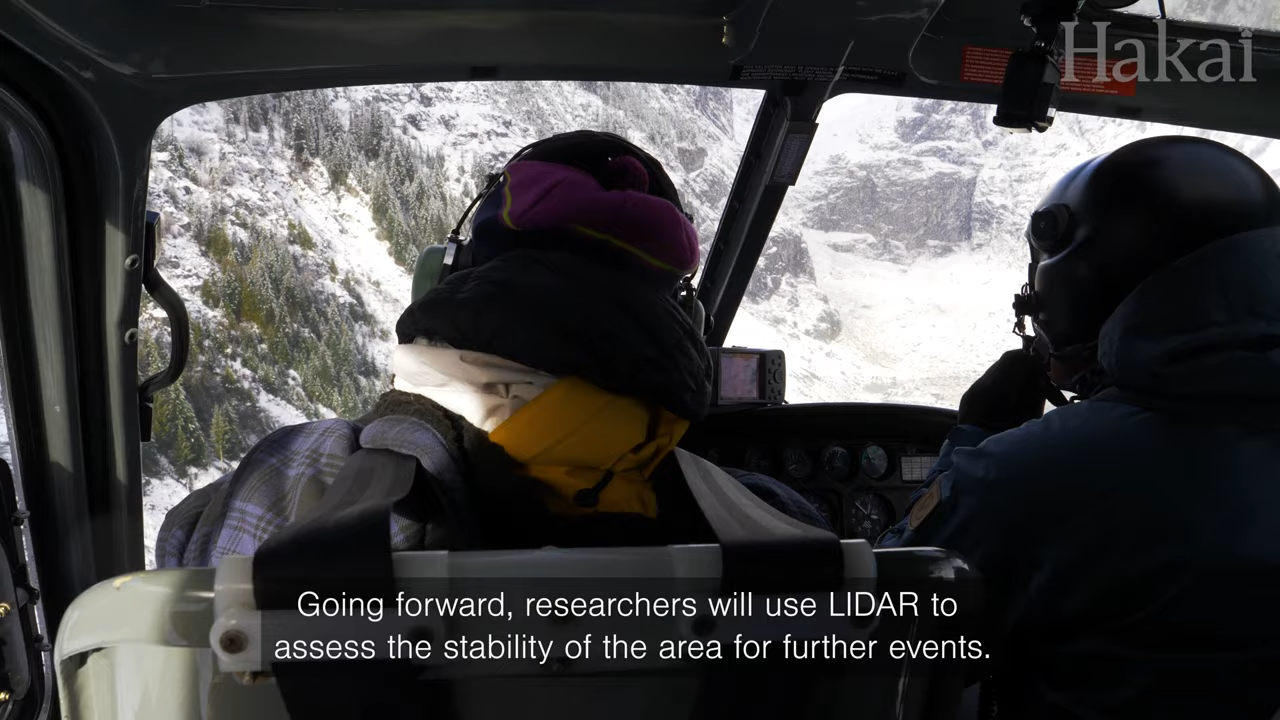 Hakai
Going forward, researchers will use LIDAR to
assess the stability of the area for further events.